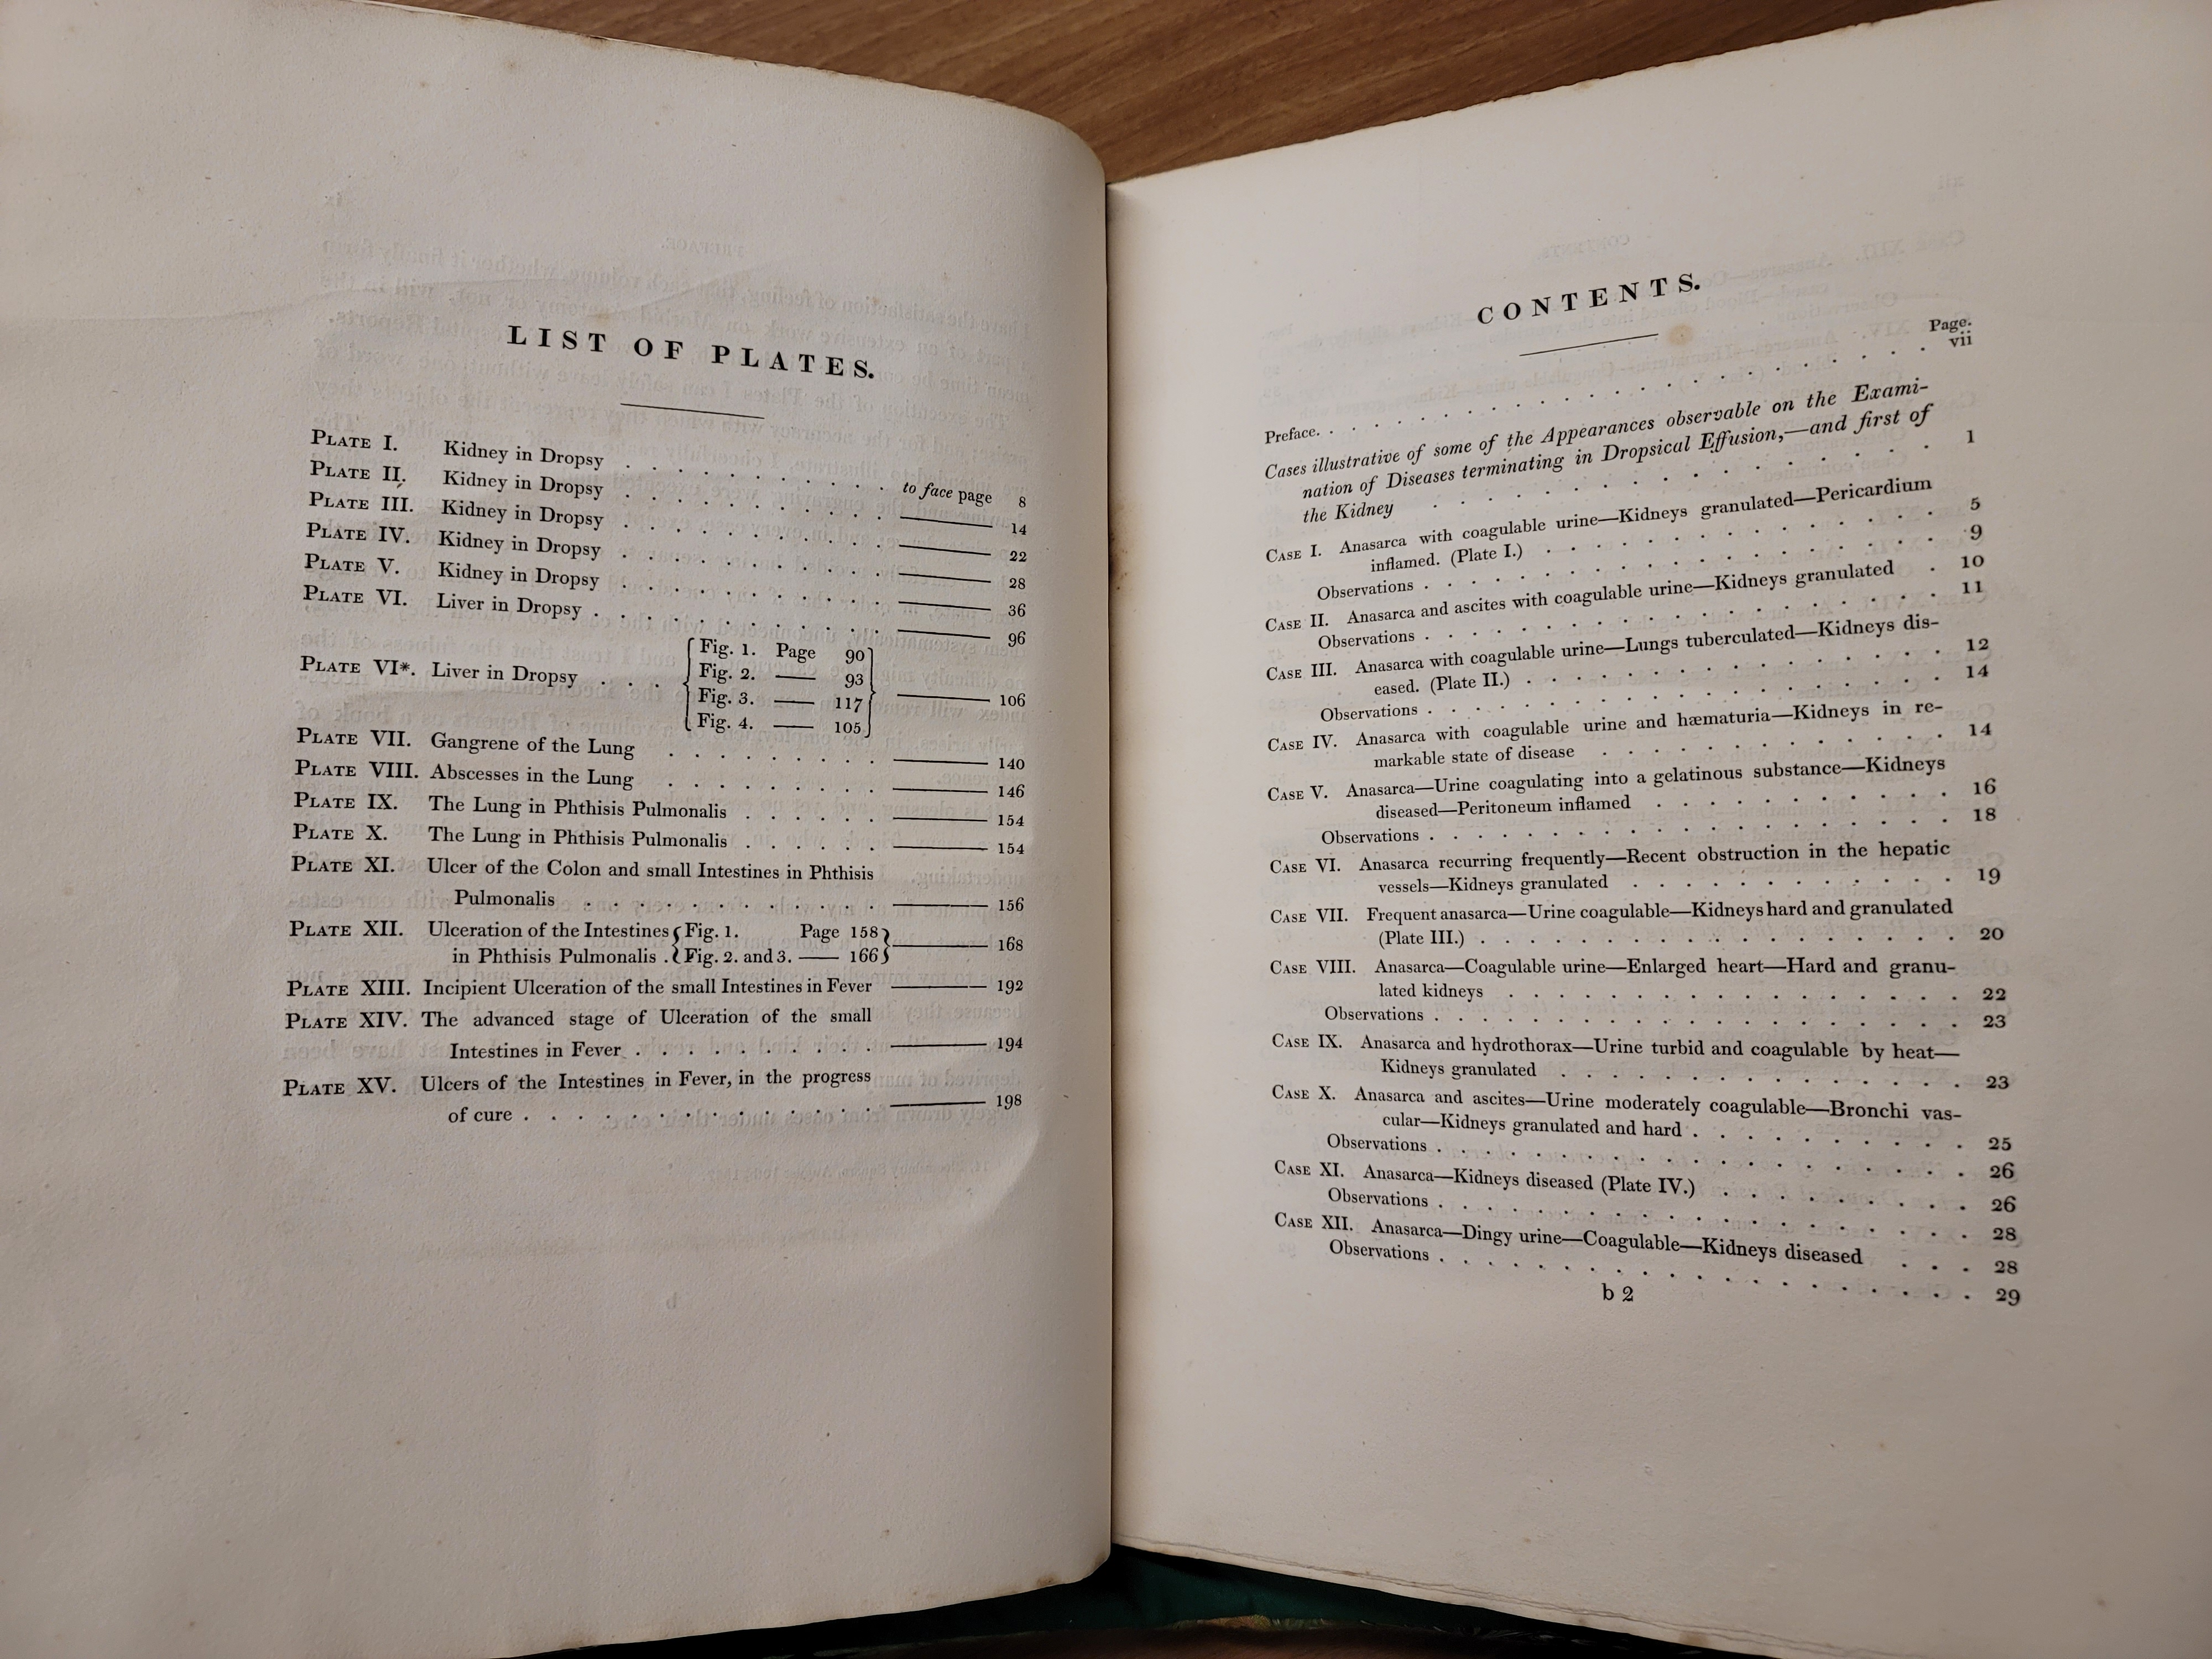 LIST OF PLATES.
PLATE I. Kidney in Dropsy . . . . . . . . . . to face page 8
PLATE II. Kidney in Dropsy . . . . . . . . . . —— 14
PLATE III. Kidney in Dropsy . . . . . . . . . . —— 22
PLATE IV. Kidney in Dropsy . . . . . . . . . . —— 28
PLATE V. Kidney in Dropsy . . . . . . . . . . —— 36
PLATE VI. Liver in Dropsy . . . . . . . . . . . —— 96
Fig. 1. Page 90
Fig. 2. —— 93
PLATE VI*. Liver in Dropsy . . . —— 106
Fig. 3. —— 117
Fig. 4. —— 105
PLATE VII. Gangrene of the Lung . . . . . . . . —— 140
PLATE VIII. Abscesses in the Lung . . . . . . . . —— 146
PLATE IX. The Lung in Phthisis Pulmonalis . . . . . . —— 154
PLATE X. The Lung in Phthisis Pulmonalis . . . . . . —— 154
PLATE XI. Ulcer of the Colon and small Intestines in Phthisis
Pulmonalis . . . . . . . . . . . —— 156
PLATE XII. Ulceration of the Intestines { Fig. 1. Page 158 }
in Phthisis Pulmonalis . { Fig. 2. and 3. —— 166 } —— 168
PLATE XIII. Incipient Ulceration of the small Intestines in Fever —— 192
PLATE XIV. The advanced stage of Ulceration of the small
Intestines in Fever . . . . . . . . . . —— 194
PLATE XV. Ulcers of the Intestines in Fever, in the progress
of cure . . . . . . . . . . . . . . —— 198
CONTENTS.
Page.
Preface. . . . . . . . . . . . . . . . . . . . . . . vii
Cases illustrative of some of the Appearances observable on the Exami-
nation of Diseases terminating in Dropsical Effusion,—and first of
the Kidney . . . . . . . . . . . . . . . . . 1
CASE I. Anasarca with coagulable urine—Kidneys granulated—Pericardium
inflamed. (Plate I.) . . . . . . . . . . . . . . . 5
Observations . . . . . . . . . . . . . . . . . . . 9
CASE II. Anasarca and ascites with coagulable urine—Kidneys granulated . 10
Observations . . . . . . . . . . . . . . . . . . . 11
CASE III. Anasarca with coagulable urine—Lungs tuberculated—Kidneys dis-
eased. (Plate II.) . . . . . . . . . . . . . . . . 12
Observations . . . . . . . . . . . . . . . . . . . 14
CASE IV. Anasarca with coagulable urine and hæmaturia—Kidneys in re-
markable state of disease . . . . . . . . . . . . . 14
CASE V. Anasarca—Urine coagulating into a gelatinous substance—Kidneys
diseased—Peritoneum inflamed . . . . . . . . . . . 16
Observations . . . . . . . . . . . . . . . . . . . 18
CASE VI. Anasarca recurring frequently—Recent obstruction in the hepatic
vessels—Kidneys granulated . . . . . . . . . . . . 19
CASE VII. Frequent anasarca—Urine coagulable—Kidneys hard and granulated
(Plate III.) . . . . . . . . . . . . . . . . . . . 20
CASE VIII. Anasarca—Coagulable urine—Enlarged heart—Hard and granu-
lated kidneys . . . . . . . . . . . . . . . . . . 22
Observations . . . . . . . . . . . . . . . . . . . 23
CASE IX. Anasarca and hydrothorax—Urine turbid and coagulable by heat—
Kidneys granulated . . . . . . . . . . . . . . . . 23
CASE X. Anasarca and ascites—Urine moderately coagulable—Bronchi vas-
cular—Kidneys granulated and hard . . . . . . . . . . 25
Observations . . . . . . . . . . . . . . . . . . . 26
CASE XI. Anasarca—Kidneys diseased (Plate IV.) . . . . . . . . 26
Observations . . . . . . . . . . . . . . . . . . . 28
CASE XII. Anasarca—Dingy urine—Coagulable—Kidneys diseased . . . 28
Observations . . . . . . . . . . . . . . . . . . . 29
b 2